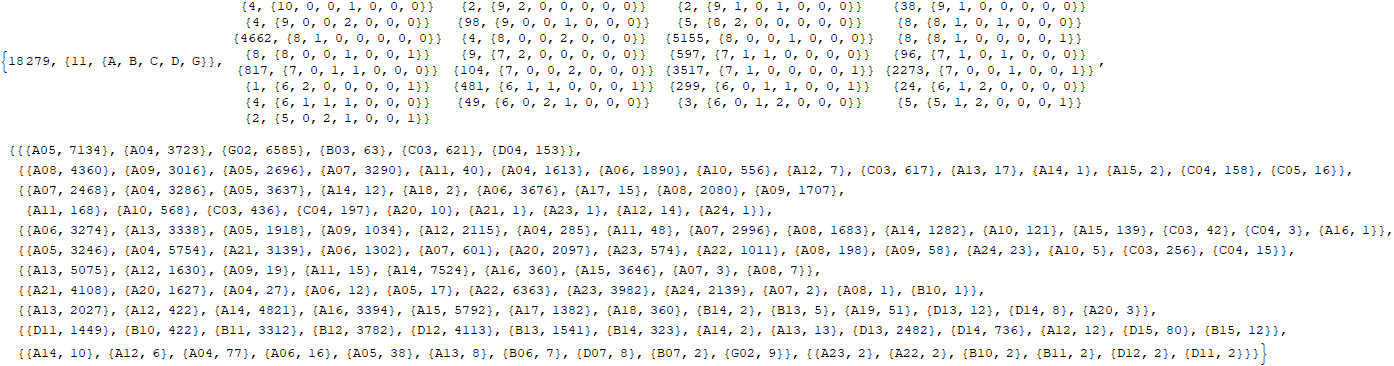 {4, {10, 0, 0, 1, 0, 0, 0}} {2, {9, 2, 0, 0, 0, 0, 0}} {2, {9, 1, 0, 1, 0, 0, 0}} {38, {9, 1, 0, 0, 0, 0, 0}}
{4, {9, 0, 0, 2, 0, 0, 0}} {98, {9, 0, 0, 1, 0, 0, 0}} {5, {8, 2, 0, 0, 0, 0, 0}} {8, {8, 1, 0, 1, 0, 0, 0}}
{4662, {8, 1, 0, 0, 0, 0, 0}} {4, {8, 0, 0, 2, 0, 0, 0}} {5155, {8, 0, 0, 1, 0, 0, 0}} {8, {8, 1, 0, 0, 0, 0, 1}}
{18279, {11, {A, B, C, D, G}}, {8, {8, 0, 0, 1, 0, 0, 1}} {9, {7, 2, 0, 0, 0, 0, 0}} {597, {7, 1, 1, 0, 0, 0, 0}} {96, {7, 1, 0, 1, 0, 0, 0}} ,
{817, {7, 0, 1, 1, 0, 0, 0}} {104, {7, 0, 0, 2, 0, 0, 0}} {3517, {7, 1, 0, 0, 0, 0, 1}} {2273, {7, 0, 0, 1, 0, 0, 1}}
{1, {6, 2, 0, 0, 0, 0, 1}} {481, {6, 1, 1, 0, 0, 0, 1}} {299, {6, 0, 1, 1, 0, 0, 1}} {24, {6, 1, 2, 0, 0, 0, 0}}
{4, {6, 1, 1, 1, 0, 0, 0}} {49, {6, 0, 2, 1, 0, 0, 0}} {3, {6, 0, 1, 2, 0, 0, 0}} {5, {5, 1, 2, 0, 0, 0, 1}}
{2, {5, 0, 2, 1, 0, 0, 1}}
{{{A05, 7134}, {A04, 3723}, {G02, 6585}, {B03, 63}, {C03, 621}, {D04, 153}},
{{A08, 4360}, {A09, 3016}, {A05, 2696}, {A07, 3290}, {A11, 40}, {A04, 1613}, {A06, 1890}, {A10, 556}, {A12, 7}, {C03, 617}, {A13, 17}, {A14, 1}, {A15, 2}, {C04, 158}, {C05, 16}},
{{A07, 2468}, {A04, 3286}, {A05, 3637}, {A14, 12}, {A18, 2}, {A06, 3676}, {A17, 15}, {A08, 2080}, {A09, 1707},
{A11, 168}, {A10, 568}, {C03, 436}, {C04, 197}, {A20, 10}, {A21, 1}, {A23, 1}, {A12, 14}, {A24, 1}},
{{A06, 3274}, {A13, 3338}, {A05, 1918}, {A09, 1034}, {A12, 2115}, {A04, 285}, {A11, 48}, {A07, 2996}, {A08, 1683}, {A14, 1282}, {A10, 121}, {A15, 139}, {C03, 42}, {C04, 3}, {A16, 1}},
{{A05, 3246}, {A04, 5754}, {A21, 3139}, {A06, 1302}, {A07, 601}, {A20, 2097}, {A23, 574}, {A22, 1011}, {A08, 198}, {A09, 58}, {A24, 23}, {A10, 5}, {C03, 256}, {C04, 15}},
{{A13, 5075}, {A12, 1630}, {A09, 19}, {A11, 15}, {A14, 7524}, {A16, 360}, {A15, 3646}, {A07, 3}, {A08, 7}},
{{A21, 4108}, {A20, 1627}, {A04, 27}, {A06, 12}, {A05, 17}, {A22, 6363}, {A23, 3982}, {A24, 2139}, {A07, 2}, {A08, 1}, {B10, 1}},
{{A13, 2027}, {A12, 422}, {A14, 4821}, {A16, 3394}, {A15, 5792}, {A17, 1382}, {A18, 360}, {B14, 2}, {B13, 5}, {A19, 51}, {D13, 12}, {D14, 8}, {A20, 3}},
{{D11, 1449}, {B10, 422}, {B11, 3312}, {B12, 3782}, {D12, 4113}, {B13, 1541}, {B14, 323}, {A14, 2}, {A13, 13}, {D13, 2482}, {D14, 736}, {A12, 12}, {D15, 80}, {B15, 12}},
{{A14, 10}, {A12, 6}, {A04, 77}, {A06, 16}, {A05, 38}, {A13, 8}, {B06, 7}, {D07, 8}, {B07, 2}, {G02, 9}}, {{A23, 2}, {A22, 2}, {B10, 2}, {B11, 2}, {D12, 2}, {D11, 2}}}}